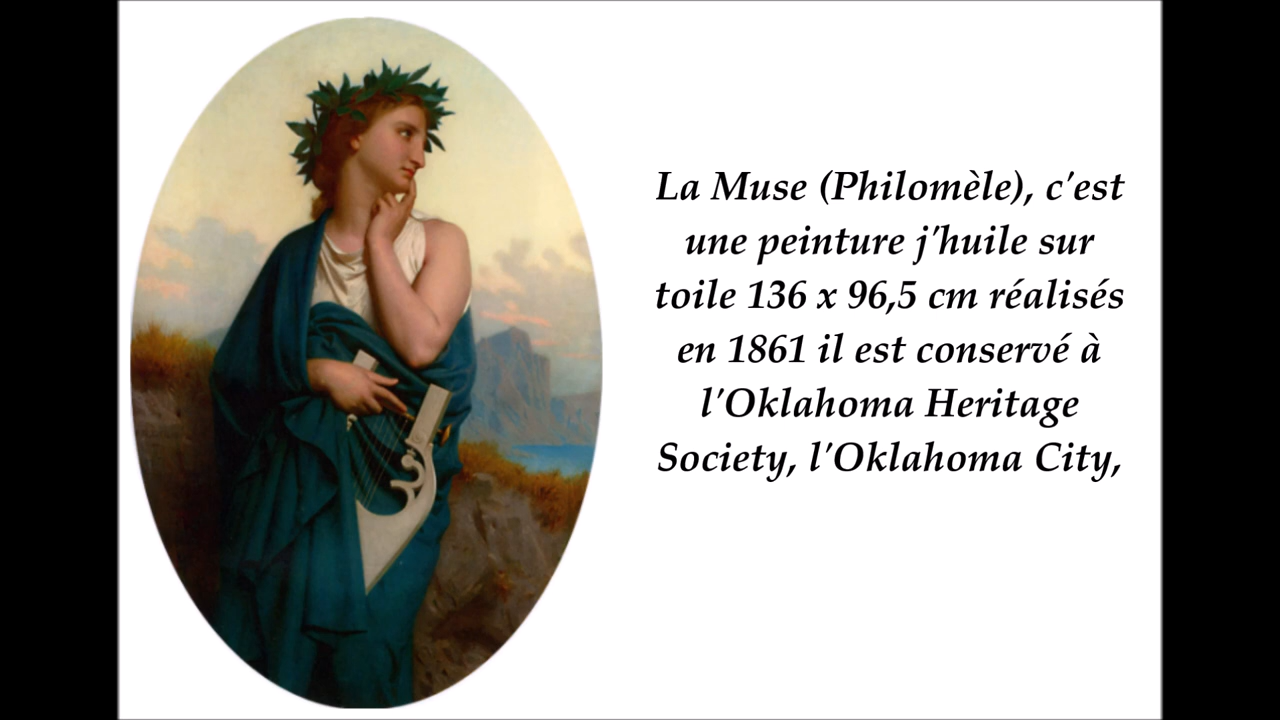 La Muse (Philomèle), c'est
une peinture j'huile sur
toile 136 x 96,5 cm réalisés
en 1861 il est conservé à
l'Oklahoma Heritage
Society, l'Oklahoma City,